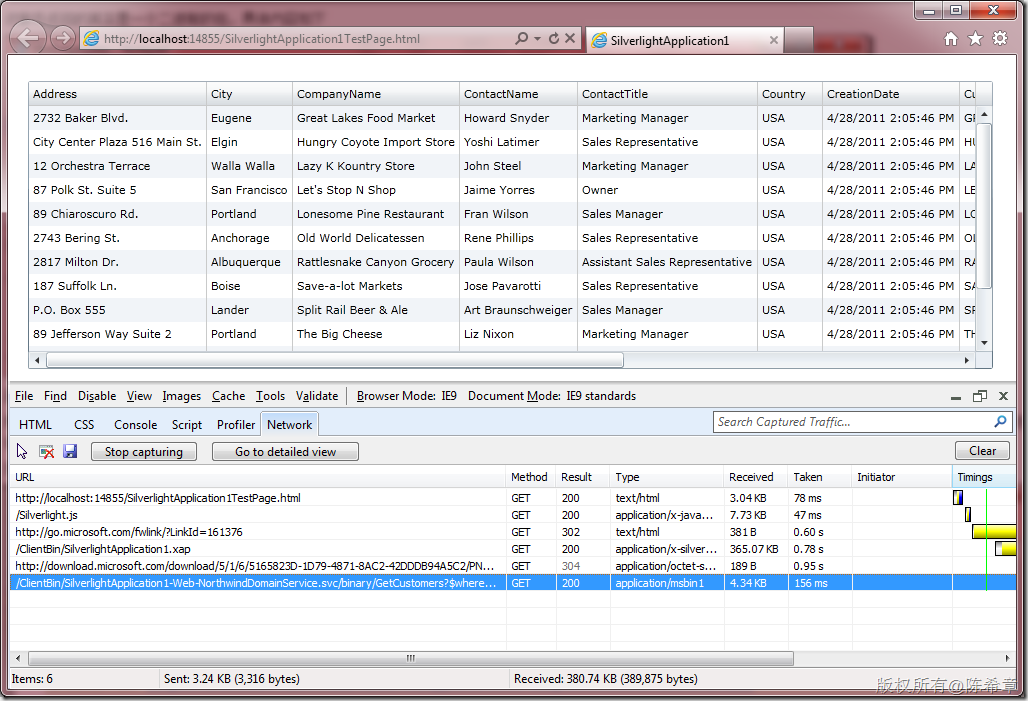 http://localhost:14855/SilverlightApplication1TestPage.html SilverlightApplication1
Address City CompanyName ContactName ContactTitle Country CreationDate Cu
2732 Baker Blvd. Eugene Great Lakes Food Market Howard Snyder Marketing Manager USA 4/28/2011 2:05:46 PM GR
City Center Plaza 516 Main St. Elgin Hungry Coyote Import Store Yoshi Latimer Sales Representative USA 4/28/2011 2:05:46 PM HU
12 Orchestra Terrace Walla Walla Lazy K Kountry Store John Steel Marketing Manager USA 4/28/2011 2:05:46 PM LA
87 Polk St. Suite 5 San Francisco Let's Stop N Shop Jaime Yorres Owner USA 4/28/2011 2:05:46 PM LE
89 Chiaroscuro Rd. Portland Lonesome Pine Restaurant Fran Wilson Sales Manager USA 4/28/2011 2:05:46 PM LO
2743 Bering St. Anchorage Old World Delicatessen Rene Phillips Sales Representative USA 4/28/2011 2:05:46 PM OL
2817 Milton Dr. Albuquerque Rattlesnake Canyon Grocery Paula Wilson Assistant Sales Representative USA 4/28/2011 2:05:46 PM RA
187 Suffolk Ln. Boise Save-a-lot Markets Jose Pavarotti Sales Representative USA 4/28/2011 2:05:46 PM SA
P.O. Box 555 Lander Split Rail Beer & Ale Art Braunschweiger Sales Manager USA 4/28/2011 2:05:46 PM SP
89 Jefferson Way Suite 2 Portland The Big Cheese Liz Nixon Marketing Manager USA 4/28/2011 2:05:46 PM TH
File Find Disable View Images Cache Tools Validate Browser Mode: IE9 Document Mode: IE9 standards
HTML CSS Console Script Profiler Network Search Captured Traffic...
Stop capturing Go to detailed view Clear
URL Method Result Type Received Taken Initiator Timings
http://localhost:14855/SilverlightApplication1TestPage.html GET 200 text/html 3.04 KB 78 ms
/Silverlight.js GET 200 application/x-java... 7.73 KB 47 ms
http://go.microsoft.com/fwlink/?LinkId=161376 GET 302 text/html 381 B 0.60 s
/ClientBin/SilverlightApplication1.xap GET 200 application/x-silver... 365.07 KB 0.78 s
http://download.microsoft.com/download/5/1/6/5165823D-1D79-4871-8AC2-42DDDB94A5C2/PN... GET 304 application/octet-s... 189 B 0.95 s
/ClientBin/SilverlightApplication1-Web-NorthwindDomainService.svc/binary/GetCustomers?$where... GET 200 application/msbin1 4.34 KB 156 ms
Items: 6 Sent: 3.24 KB (3,316 bytes) Received: 380.74 KB (389,875 bytes)
版权所有@陈希章